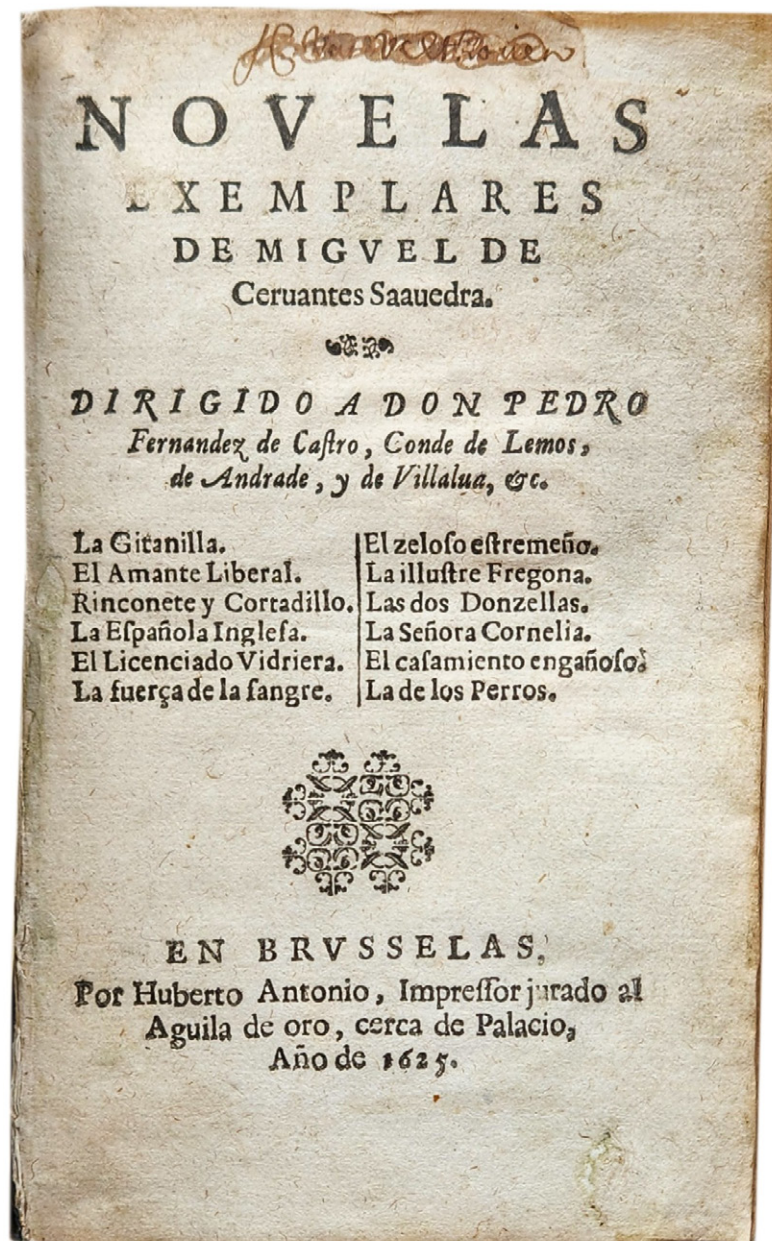 NOVELAS
EXEMPLARES
DE MIGVEL DE
Ceruantes Saauedra.
DIRIGIDO A DON PEDRO
Fernandez de Caſtro, Conde de Lemos,
de Andrade, y de Villalua, &c.
La Gitanilla.
El Amante Liberal.
Rinconete y Cortadillo.
La Eſpañola Ingleſa.
El Licenciado Vidriera.
La fuerça de la ſangre.
El zeloſo eſtremeño.
La illuſtre Fregona.
Las dos Donzellas.
La Señora Cornelia.
El caſamiento engañoſo.
La de los Perros.
EN BRVSSELAS,
Por Huberto Antonio, Impreſſor jurado al
Aguila de oro, cerca de Palacio,
Año de 1625.